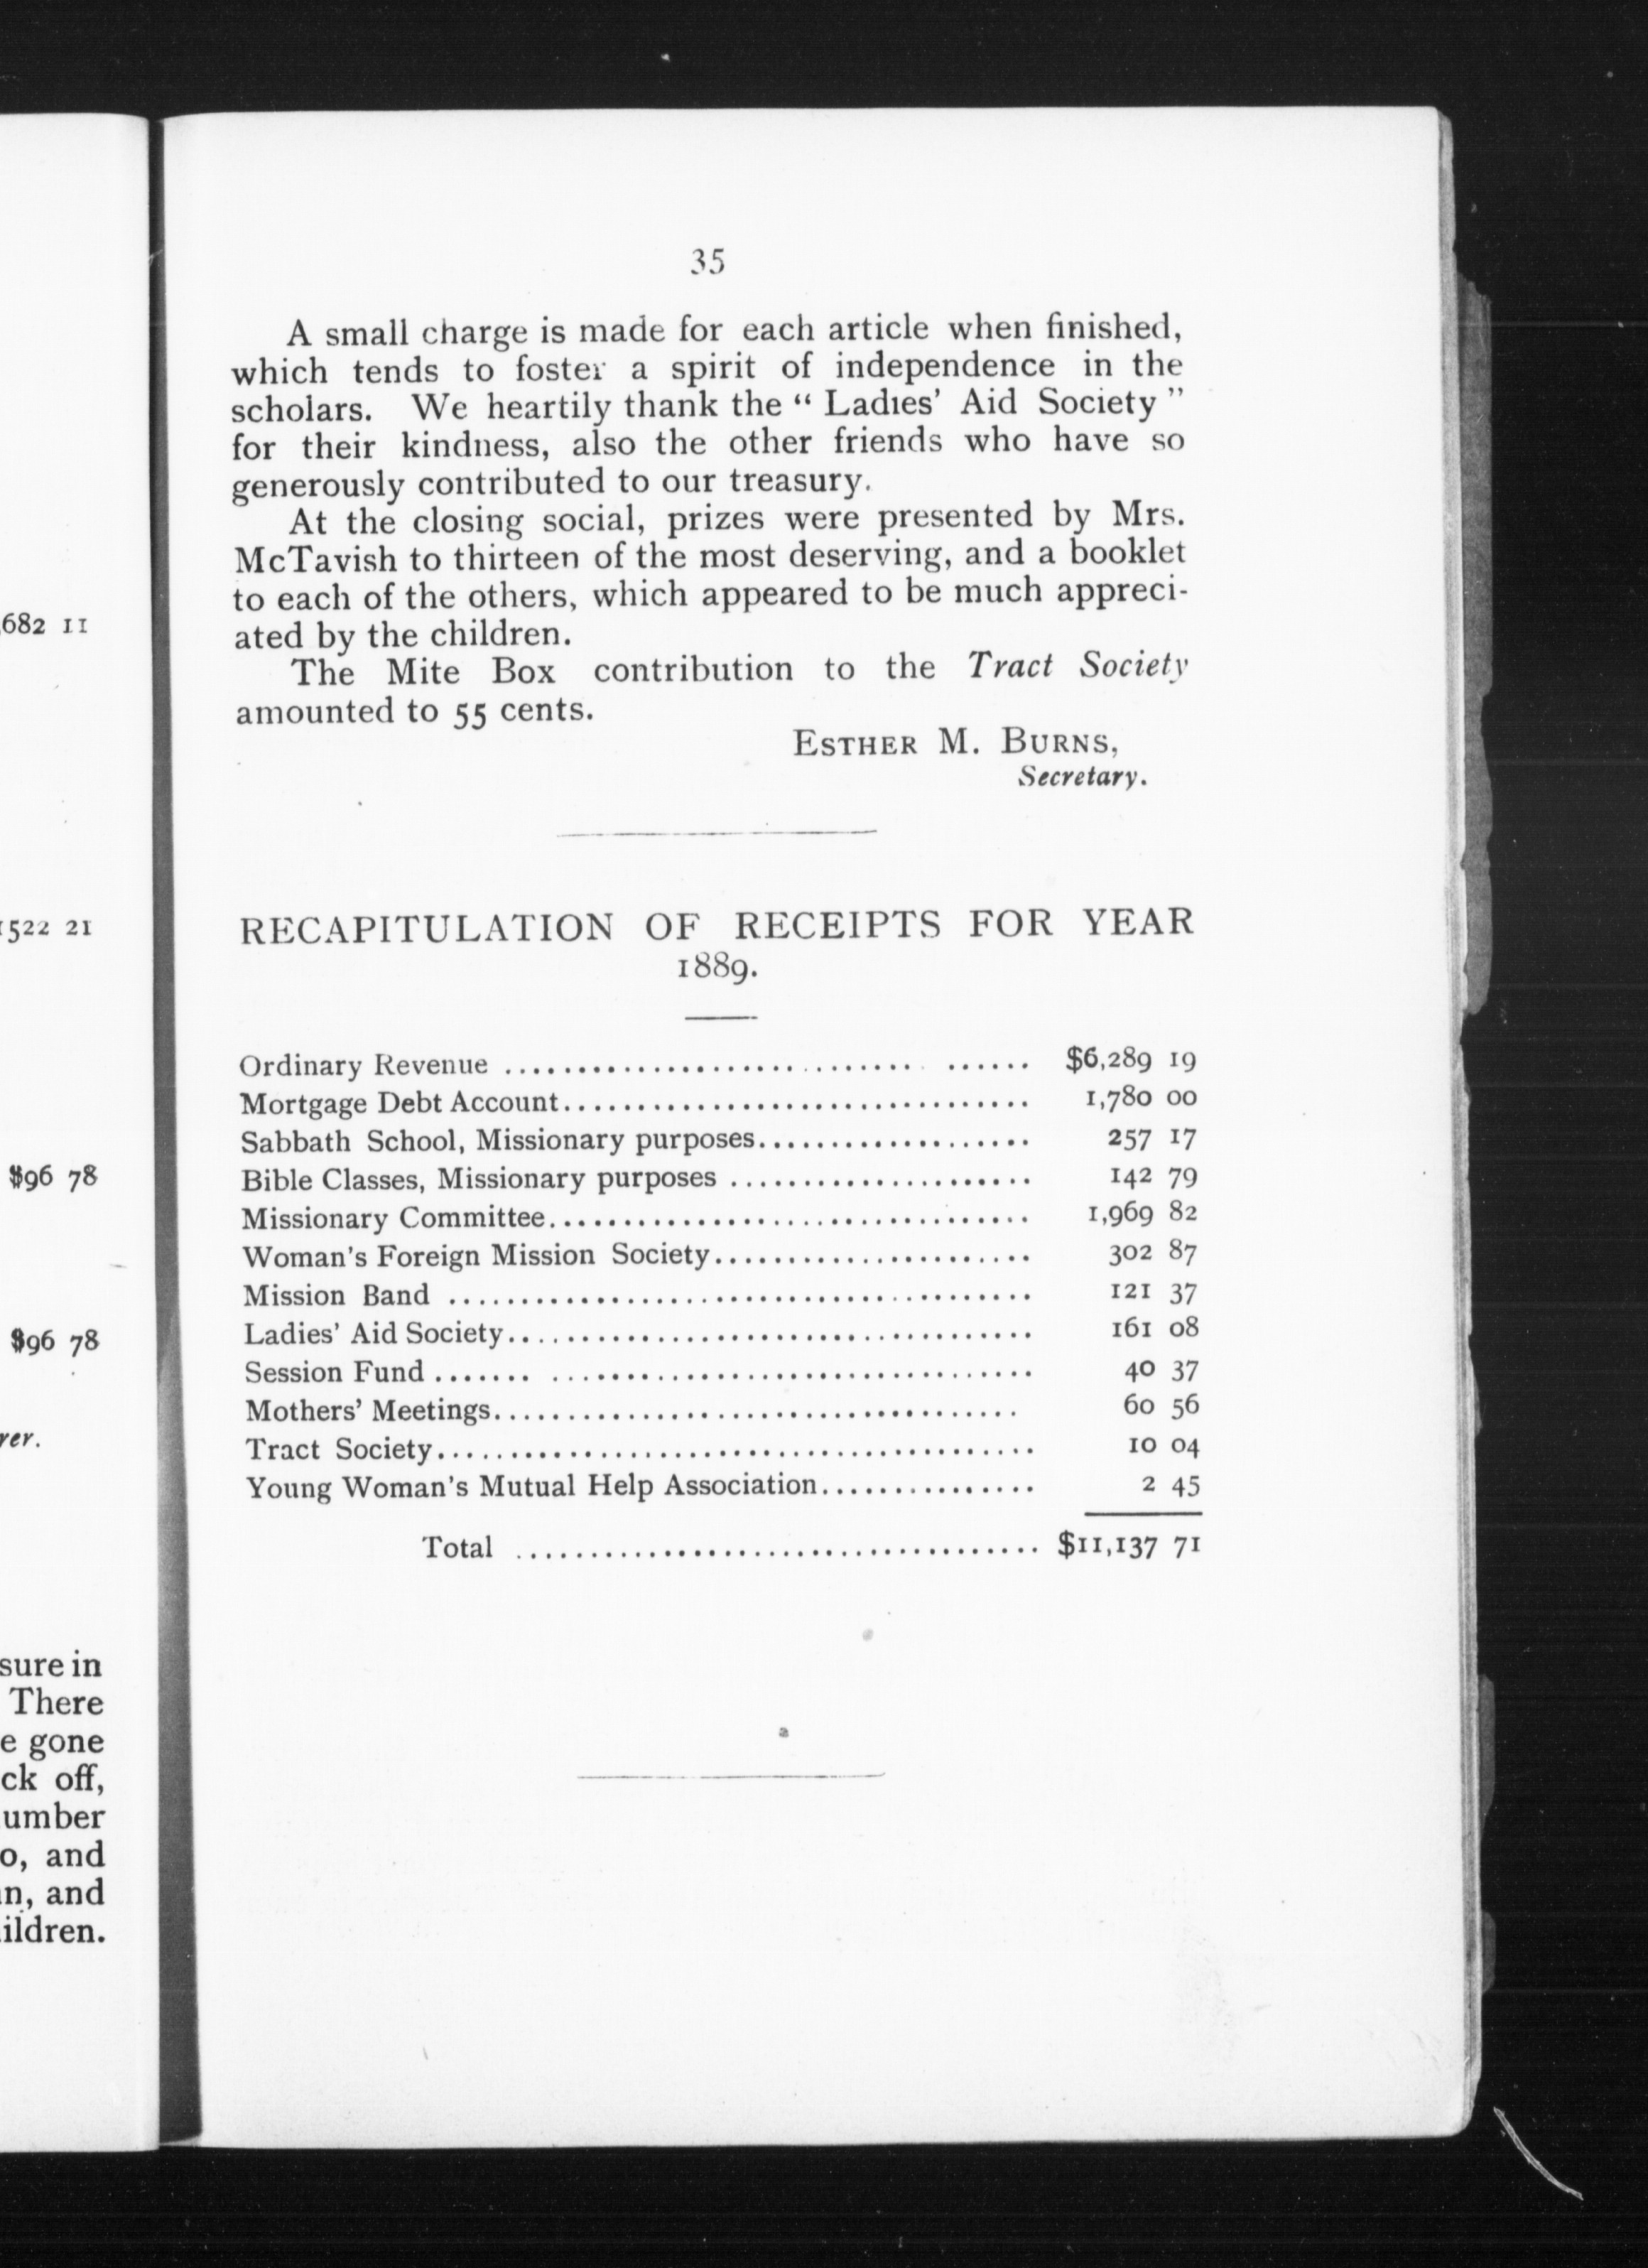 682 11
1522 21
$96 78
$96 78
rer.
sure in
There
e gone
ck off,
umber
o, and
n, and
ildren.
35
A small charge is made for each article when finished,
which tends to foster a spirit of independence in the
scholars. We heartily thank the “ Ladies’ Aid Society ”
for their kindness, also the other friends who have so
generously contributed to our treasury.
At the closing social, prizes were presented by Mrs.
McTavish to thirteen of the most deserving, and a booklet
to each of the others, which appeared to be much appreci-
ated by the children.
The Mite Box contribution to the Tract Society
amounted to 55 cents.
ESTHER M. BURNS,
Secretary.
RECAPITULATION OF RECEIPTS FOR YEAR
1889.
Ordinary Revenue .................................. $6,289 19
Mortgage Debt Account................................ 1,780 00
Sabbath School, Missionary purposes................... 257 17
Bible Classes, Missionary purposes ..................... 142 79
Missionary Committee................................. 1,969 82
Woman's Foreign Mission Society...................... 302 87
Mission Band ........................................ 121 37
Ladies' Aid Society.................................... 161 08
Session Fund ........................................ 40 37
Mothers' Meetings.................................... 60 56
Tract Society......................................... 10 04
Young Woman's Mutual Help Association............... 2 45
Total .................................... $11,137 71